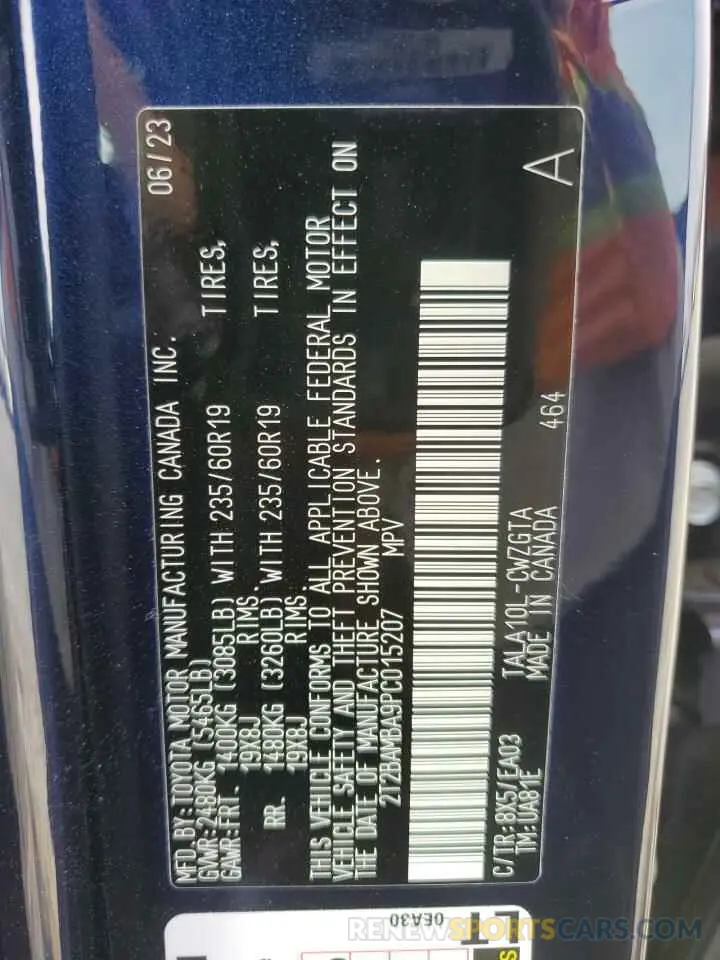 MFD.BY:TOYOTA MOTOR MANUFACTURING CANADA INC. 06/23
GVWR:2480KG (5465LB)
GAWR:FRT. 1400KG (3085LB) WITH 235/60R19 TIRES,
19X8J RIMS.
RR. 1480KG (3260LB) WITH 235/60R19 TIRES,
19X8J RIMS.
THIS VEHICLE CONFORMS TO ALL APPLICABLE FEDERAL MOTOR
VEHICLE SAFETY AND THEFT PREVENTION STANDARDS IN EFFECT ON
THE DATE OF MANUFACTURE SHOWN ABOVE.
2T2BAMBA9PC015207 MPV
C/TR:8X5/EA03 TALA10L-CWZGTA A
TM:UA81E MADE IN CANADA 464
0EA30
RENEWSPORTSCARS.COM